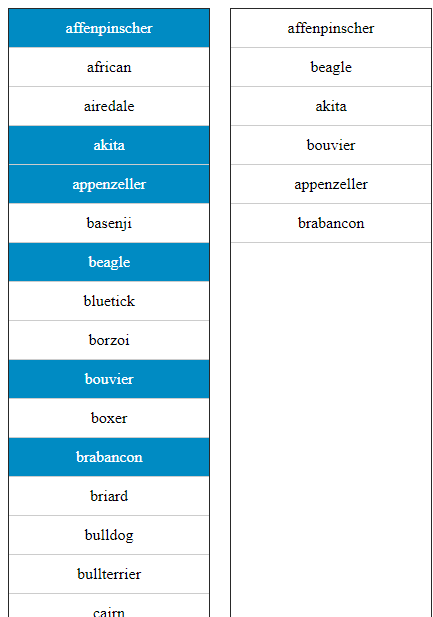 affenpinscher
african
airedale
akita
appenzeller
basenji
beagle
bluetick
borzoi
bouvier
boxer
brabancon
briard
bulldog
bullterrier
cairn
affenpinscher
beagle
akita
bouvier
appenzeller
brabancon